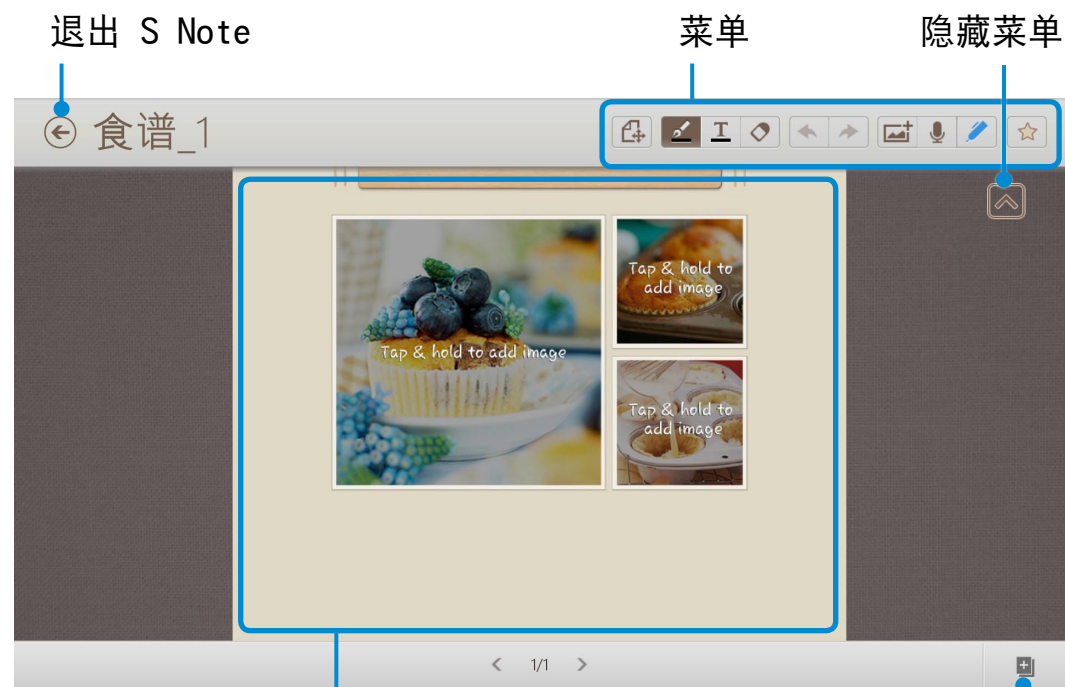 退出 S Note
菜单
隐藏菜单
食谱_1
T
Tap & hold to add image
Tap & hold to
add image
Tap & hold to
add image
1/1